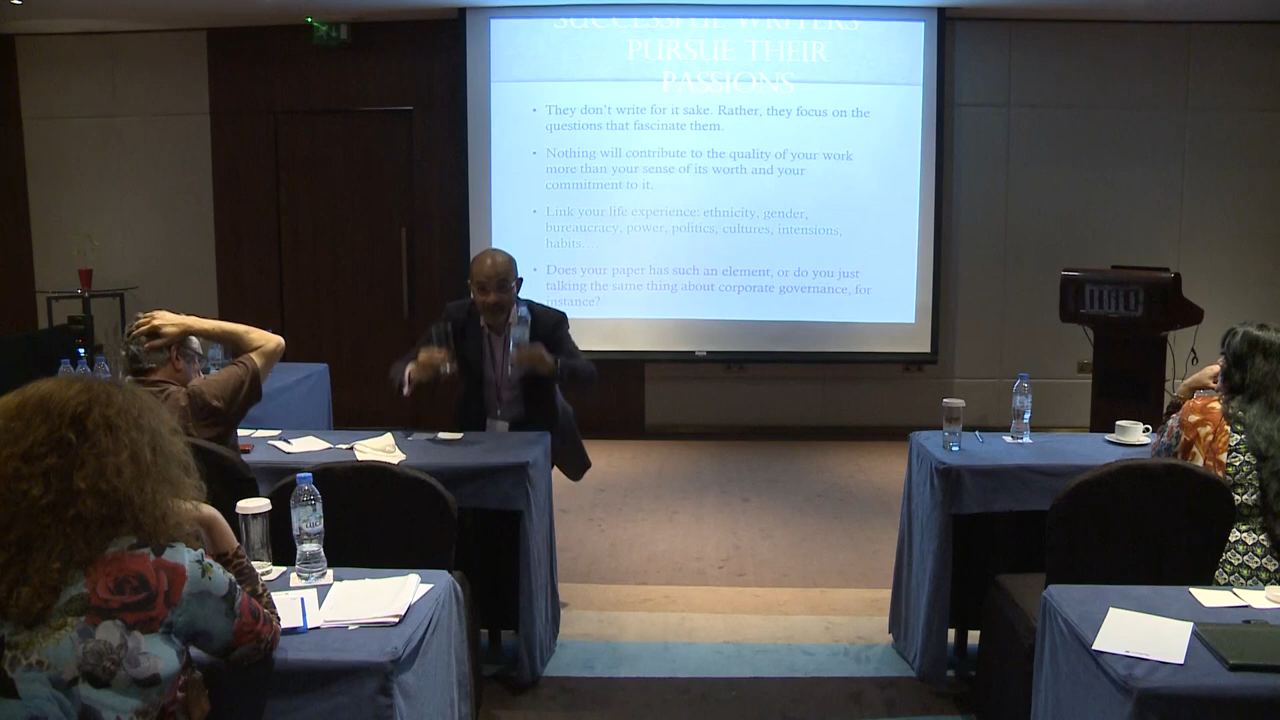 SUCCESSFUL WRITERS
PURSUE THEIR
PASSIONS
• They don't write for it sake. Rather, they focus on the
questions that fascinate them.
• Nothing will contribute to the quality of your work
more than your sense of its worth and your
commitment to it.
• Link your life experience: ethnicity, gender,
bureaucracy, power, politics, cultures, intensions,
habits….
• Does your paper has such an element, or do you just
talking the same thing about corporate governance, for
instance?